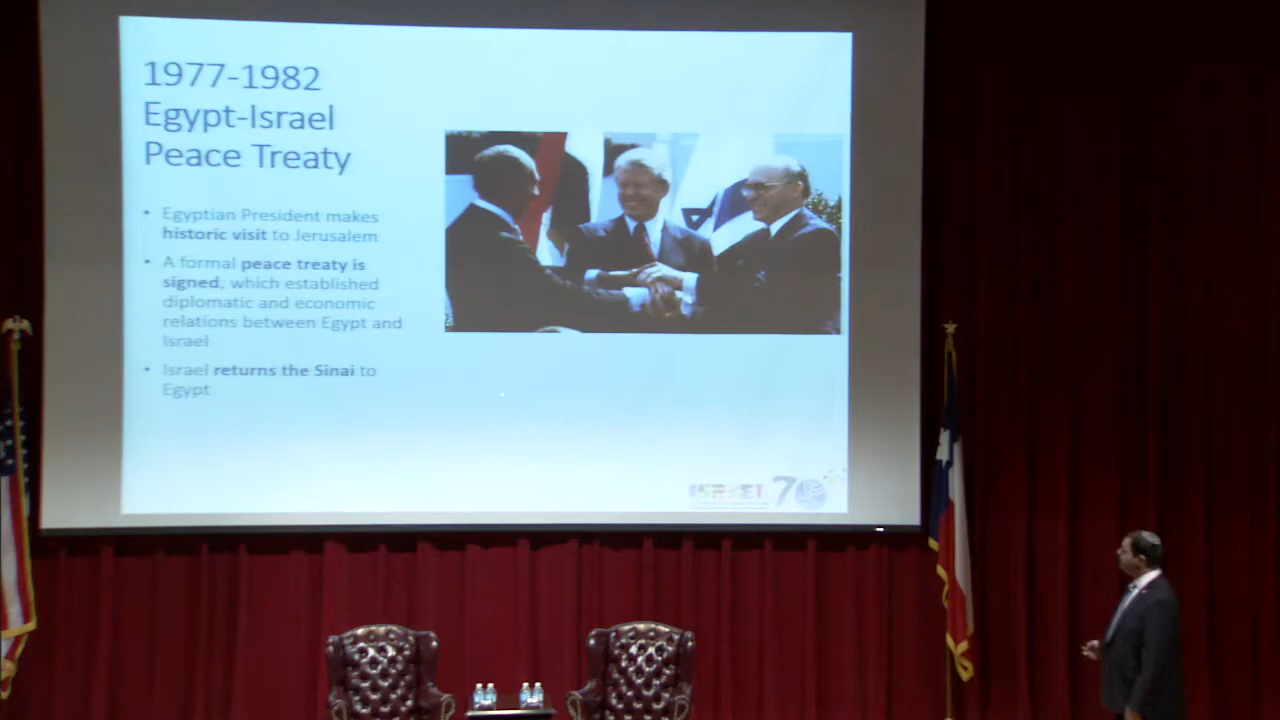 1977-1982
Egypt-Israel
Peace Treaty
• Egyptian President makes
historic visit to Jerusalem
• A formal peace treaty is
signed, which established
diplomatic and economic
relations between Egypt and
Israel
• Israel returns the Sinai to
Egypt
ISRAEL 70